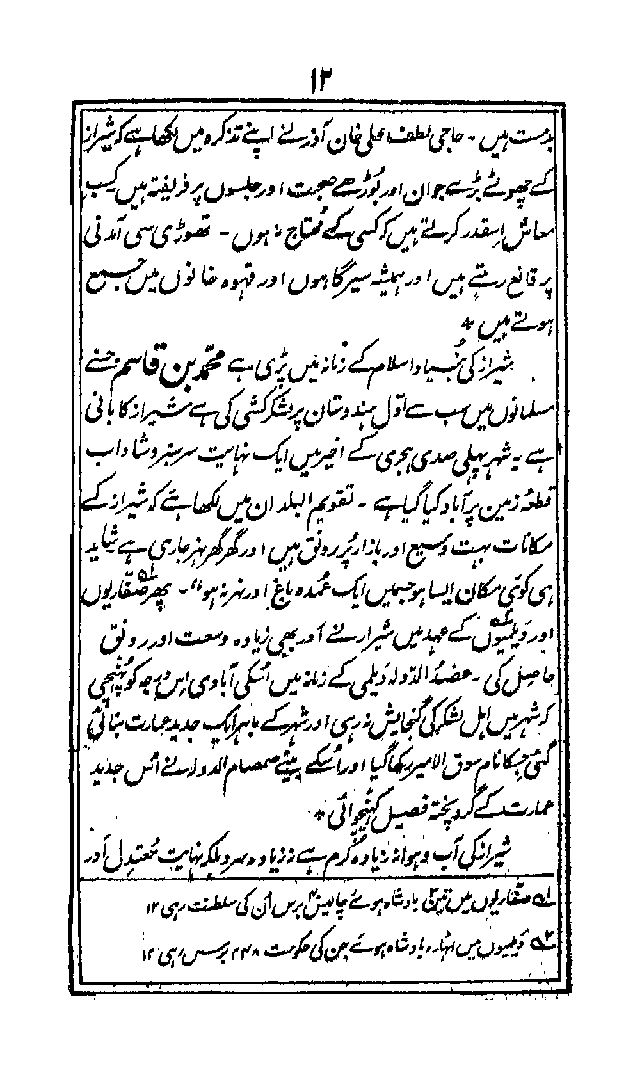 ۱۲
بدمست ہیں - حاجی لطف علی خان آذر نے اپنے تذکرہ میں لکھا ہے کہ شیراز
کے چھوٹے بڑے جوان اور بوڑھے صحبت اور جلسوں پر فریفتہ ہیں کسب
معاش اسقدر کرتے ہیں کہ کسی کے محتاج نہوں - تھوڑی سی آمدنی
پر قانع رہتے ہیں اور ہمیشہ سیرگاہوں اور قہوہ خانوں میں جمع
ہوتے ہیں *
شیراز کی بنیاد اسلام کے زمانہ میں پڑی ہے محمد بن قاسم جسنے
مسلمانوں میں سب سے اول ہندوستان پر لشکر کشی کی ہے شیراز کا بانی
ہے - یہ شہر پہلی صدی ہجری کے اخیر میں ایک نہایت سرسبز و شاداب
قطعۂ زمین پر آباد کیا گیا ہے - تقویم البلدان میں لکھا ہے کہ شیراز کے
مکانات بہت وسیع اور بازار پر رونق ہیں اور گھر گھر نہر جاری ہے شاید
ہی کوئی مکان ایسا ہو جسمیں ایک عمدہ باغ اور نہر نہ ہو" - پھر صفاریوں
اور دیلمیوں کے عہد میں شیراز نے اور بھی زیادہ وسعت اور رونق
حاصل کی - عضد الدولہ دیلمی کے زمانہ میں اسکی آبادی اس درجہ کو پہنچی
کہ شہر میں اہل لشکر کی گنجایش نہ رہی اور شہر کے باہر ایک جدید عمارت بنائی
گئی جسکا نام سوق الامیر رکھا گیا اور اسکے بیٹے صمصام الدولہ نے اس جدید
عمارت کے گرد پختہ فصیل کھنچوائی *
شیراز کی آب و ہوا نہ زیادہ گرم ہے نہ زیادہ سرد بلکہ نہایت معتدل اور
۱؎ صفاریوں میں تین بادشاہ ہوئے چالیس برس ان کی سلطنت رہی ۱۲
۲؎ دیلمیوں میں اٹھارہ بادشاہ ہوئے جن کی حکومت ۲۴۸ برس رہی ۱۲